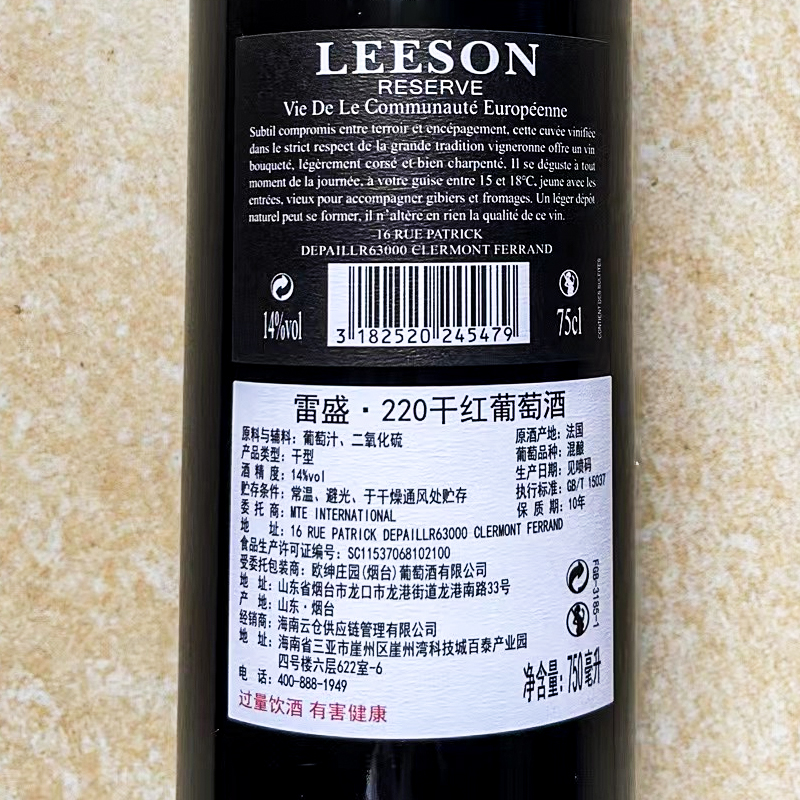 LEESON
RESERVE
Vie De Le Communauté Européenne
Subtil compromis entre terroir et encépagement, cette cuvée vinifiée
dans le strict respect de la grande tradition vigneronne offre un vin
bouqueté, légèrement corsé et bien charpenté. Il se déguste à tout
moment de la journée, à votre guise entre 15 et 18°C, jeune avec les
entrées, vieux pour accompagner gibiers et fromages. Un léger dépôt
naturel peut se former, il n'altère en rien la qualité de ce vin.
16 RUE PATRICK
DEPAILLR63000 CLERMONT FERRAND
14%vol
3 182520 245479
75cl
CONTIENT DES SULFITES
雷盛·220干红葡萄酒
原料与辅料: 葡萄汁、二氧化硫
产品类型: 干型
酒 精 度: 14%vol
贮存条件: 常温、避光、于干燥通风处贮存
委 托 商: MTE INTERNATIONAL
地 址: 16 RUE PATRICK DEPAILLR63000 CLERMONT FERRAND
食品生产许可证编号: SC11537068102100
受委托包装商: 欧绅庄园(烟台)葡萄酒有限公司
地 址: 山东省烟台市龙口市龙港街道龙港南路33号
产 地: 山东·烟台
经销商: 海南云仓供应链管理有限公司
地 址: 海南省三亚市崖州区崖州湾科技城百泰产业园
四号楼六层622室-6
电 话: 400-888-1949
过量饮酒 有害健康
原酒产地: 法国
葡萄品种: 混酿
生产日期: 见喷码
执行标准: GB/T 15037
保 质 期: 10年
FGB-3185-1
净含量: 750毫升